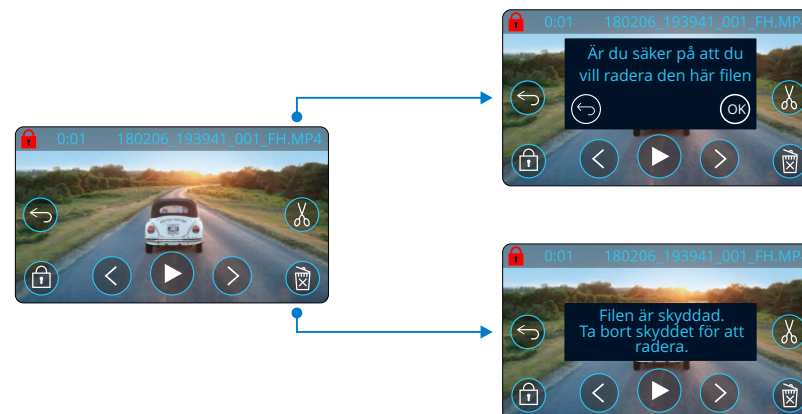 0:01 180206_193941_001_FH.MP4
0:01 180206_193941_001_FH.MP
Är du säker på att du
vill radera den här filen
OK
0:01 180206_193941_001_FH.MP
Filen är skyddad.
Ta bort skyddet för att
radera.